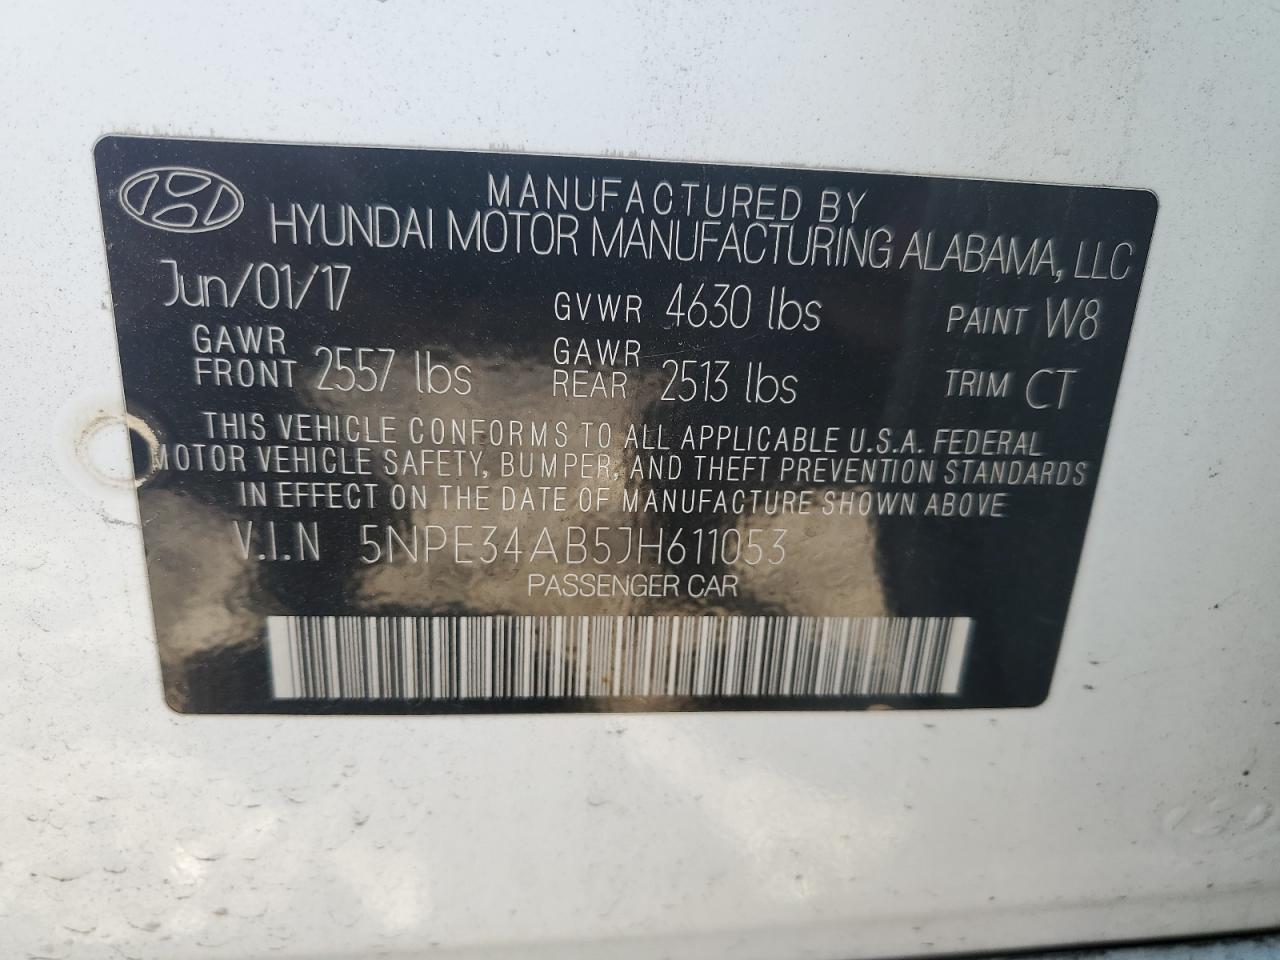 MANUFACTURED BY
HYUNDAI MOTOR MANUFACTURING ALABAMA, LLC
Jun/01/17 GVWR 4630 lbs PAINT W8
GAWR FRONT 2557 lbs GAWR REAR 2513 lbs TRIM CT
THIS VEHICLE CONFORMS TO ALL APPLICABLE U.S.A. FEDERAL
MOTOR VEHICLE SAFETY, BUMPER, AND THEFT PREVENTION STANDARDS
IN EFFECT ON THE DATE OF MANUFACTURE SHOWN ABOVE
V.I.N 5NPE34AB5JH611053
PASSENGER CAR